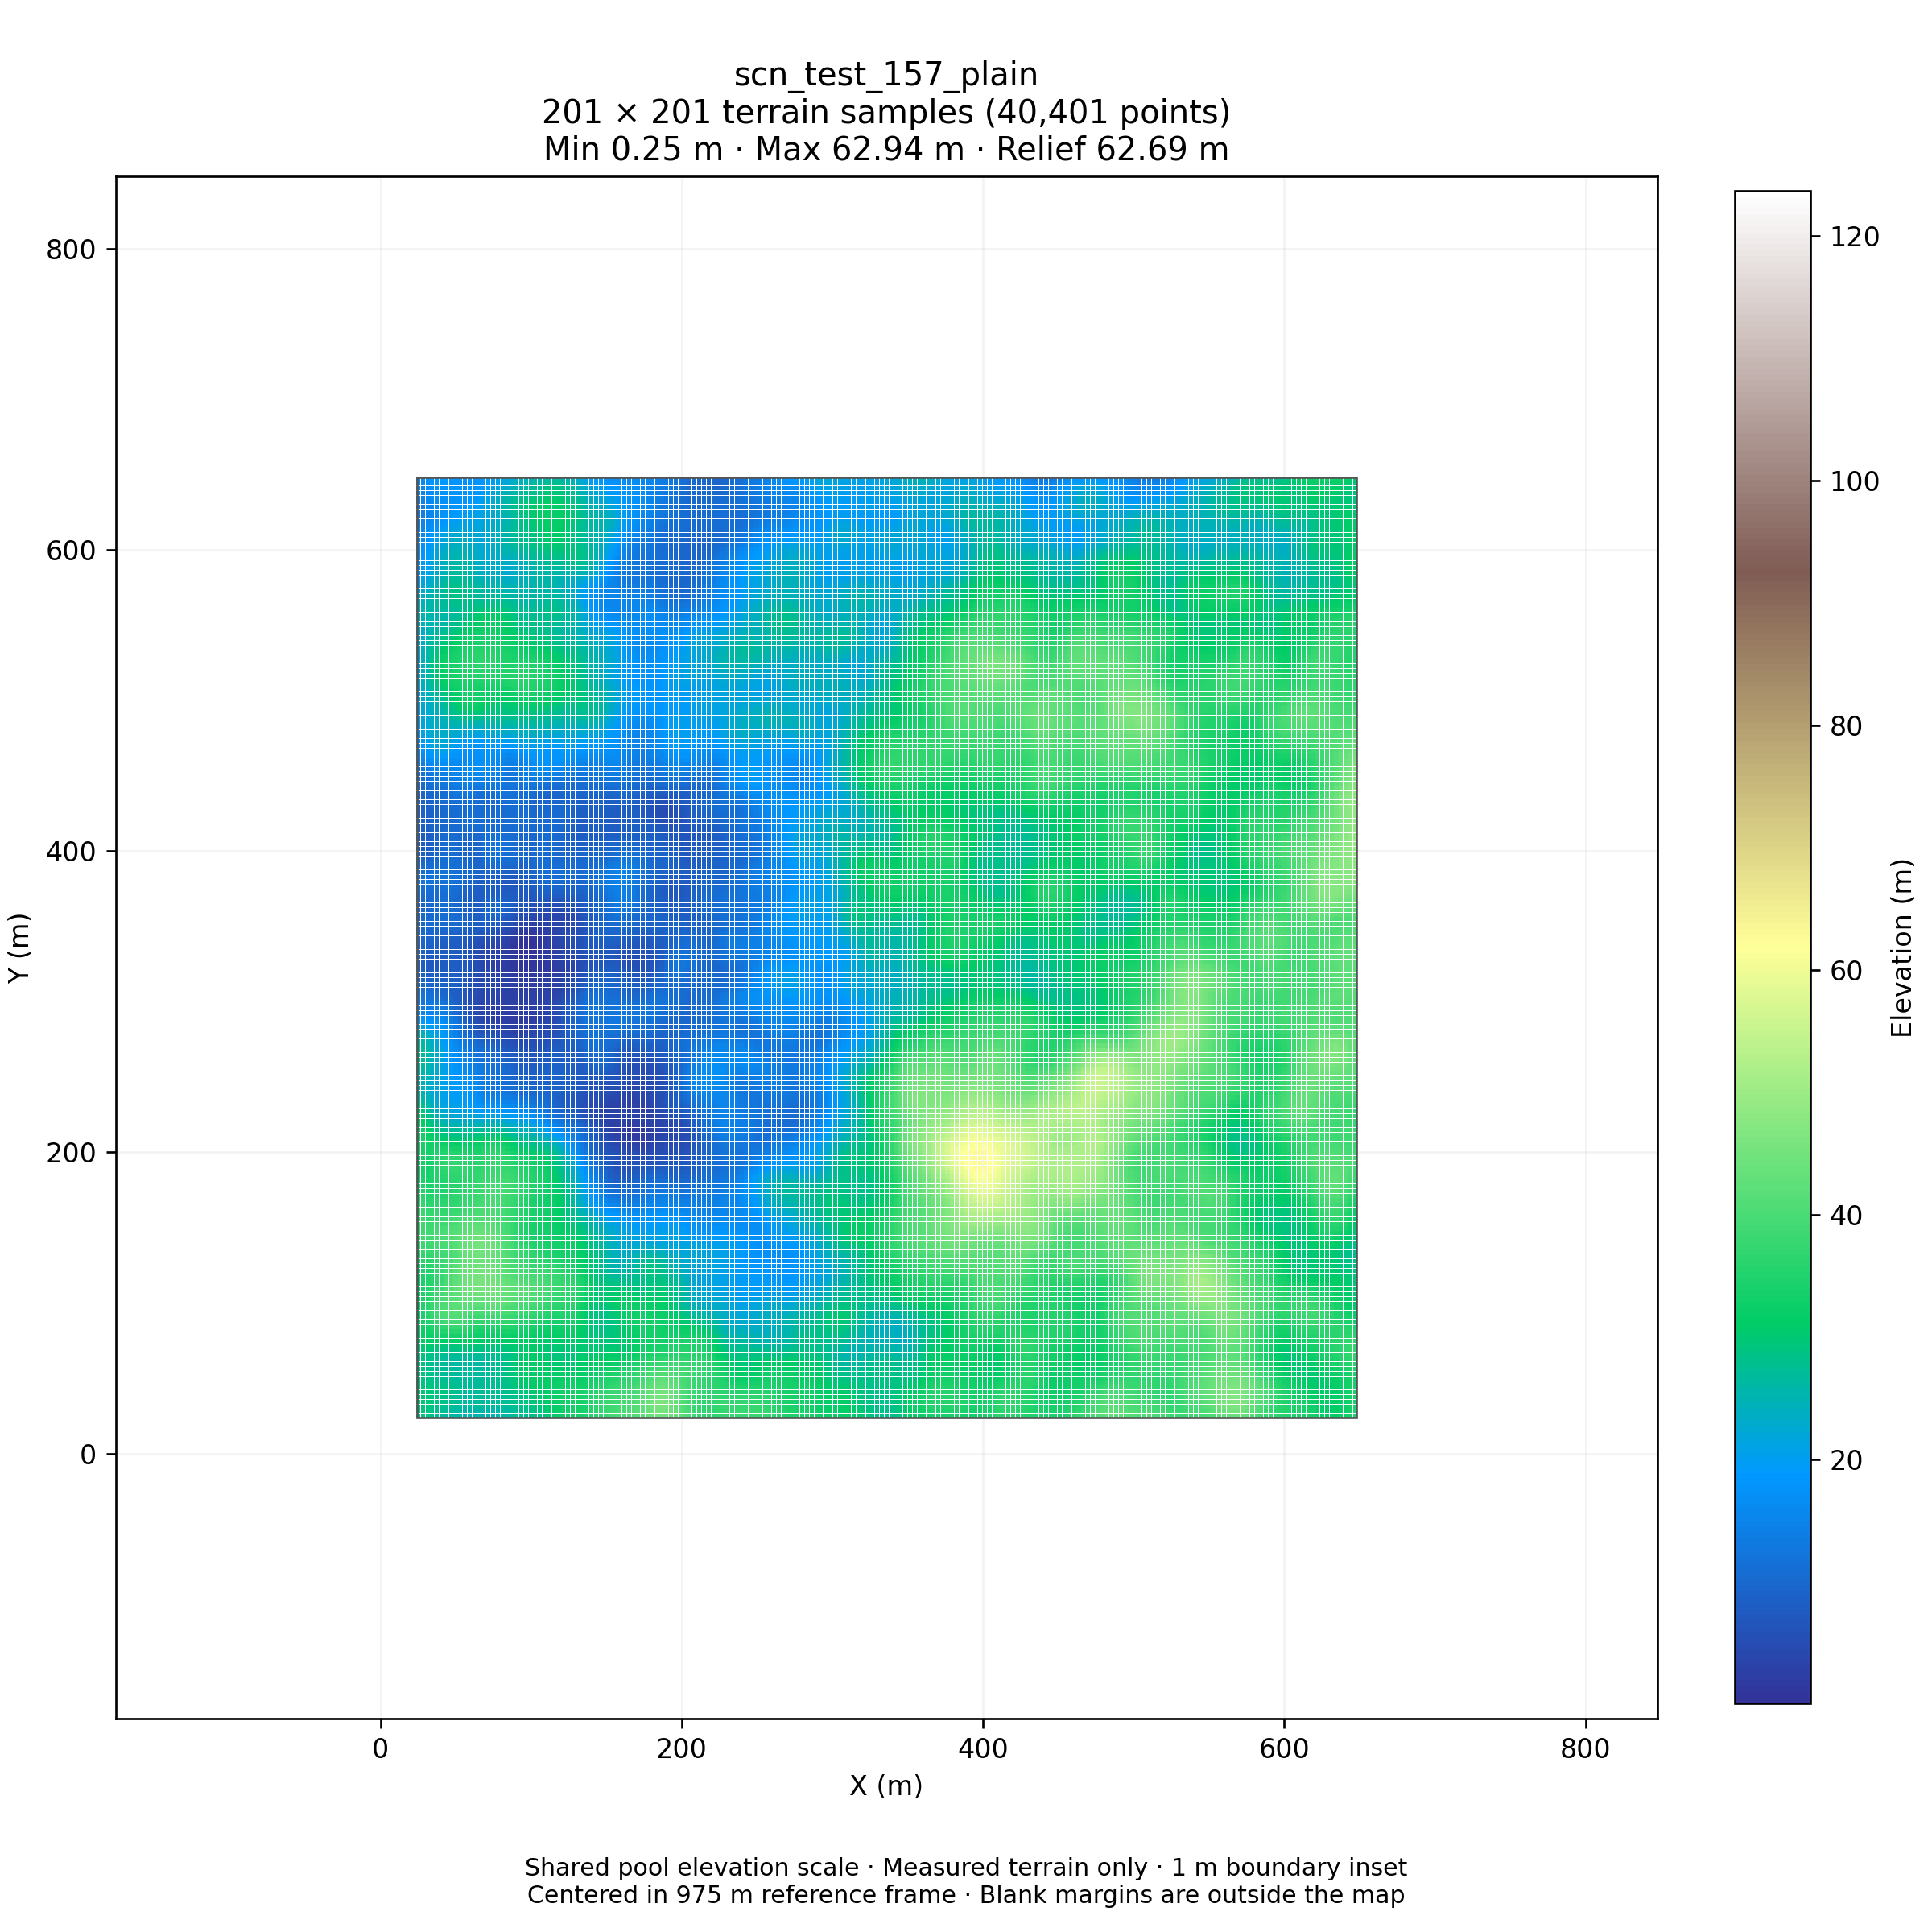 scn_test_157_plain
201 × 201 terrain samples (40,401 points)
Min 0.25 m · Max 62.94 m · Relief 62.69 m
800
600
400
200
0
Y (m)
0
200
400
600
800
X (m)
120
100
80
60
40
20
Elevation (m)
Shared pool elevation scale · Measured terrain only · 1 m boundary inset
Centered in 975 m reference frame · Blank margins are outside the map